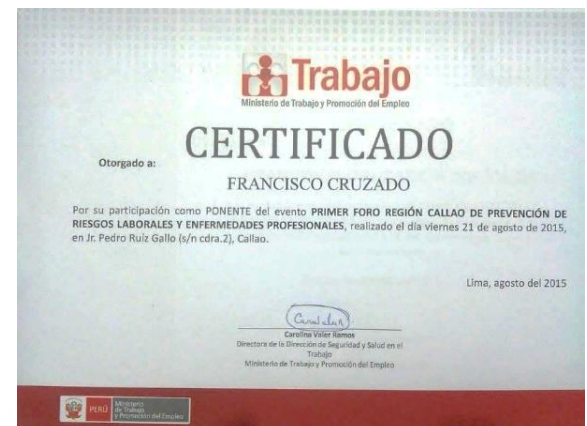 Trabajo
Ministerio de Trabajo y Promoción del Empleo
CERTIFICADO
Otorgado a:
FRANCISCO CRUZADO
Por su participación como PONENTE del evento PRIMER FORO REGIÓN CALLAO DE PREVENCIÓN DE
RIESGOS LABORALES Y ENFERMEDADES PROFESIONALES, realizado el día viernes 21 de agosto de 2015,
en Jr. Pedro Ruiz Gallo (s/n cdra.2), Callao.
Lima, agosto del 2015
Carolina Valer Ramos
Directora de la Dirección de Seguridad y Salud en el
Trabajo
Ministerio de Trabajo y Promoción del Empleo
PERÚ
Ministerio
de Trabajo
y Promoción del Empleo